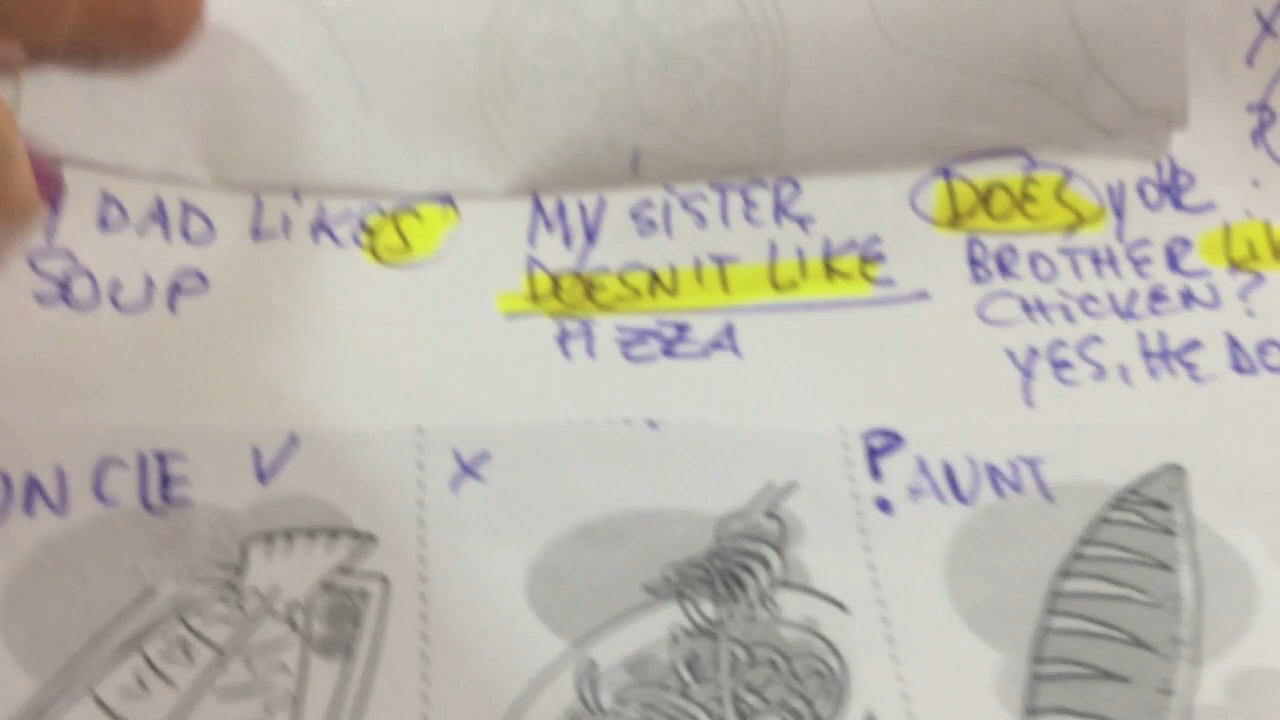 DAD LIKES
SOUP
MY SISTER
DOESN'T LIKE
PIZZA
DOES YOUR
BROTHER
CHICKEN?
YES, HE
UNCLE ✓
X
? AUNT